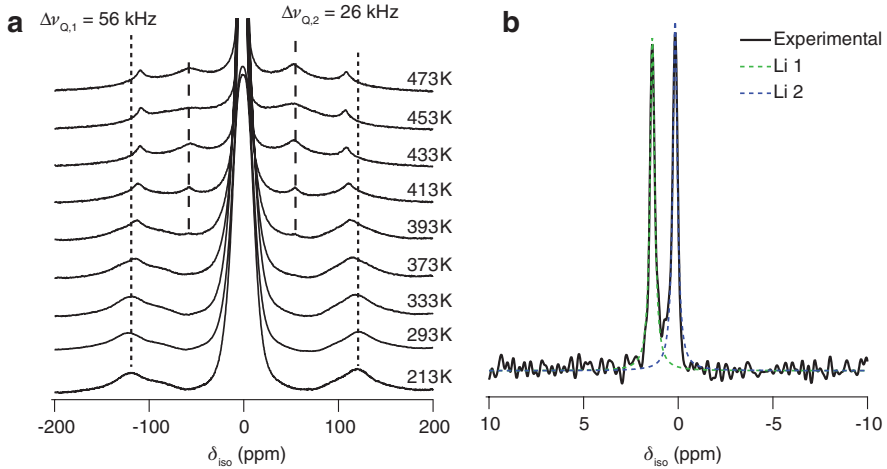 a
Δν_Q,1 = 56 kHz
Δν_Q,2 = 26 kHz
473K
453K
433K
413K
393K
373K
333K
293K
213K
-200 -100 0 100 200
δ_iso (ppm)
b
Experimental
Li 1
Li 2
10 5 0 -5 -10
δ_iso (ppm)